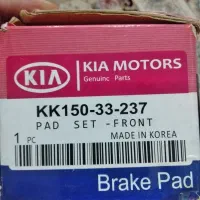 KIA KIA MOTORS
Genuine Parts
KK150-33-237
PAD SET -FRONT
1 PC MADE IN KOREA
Brake Pad